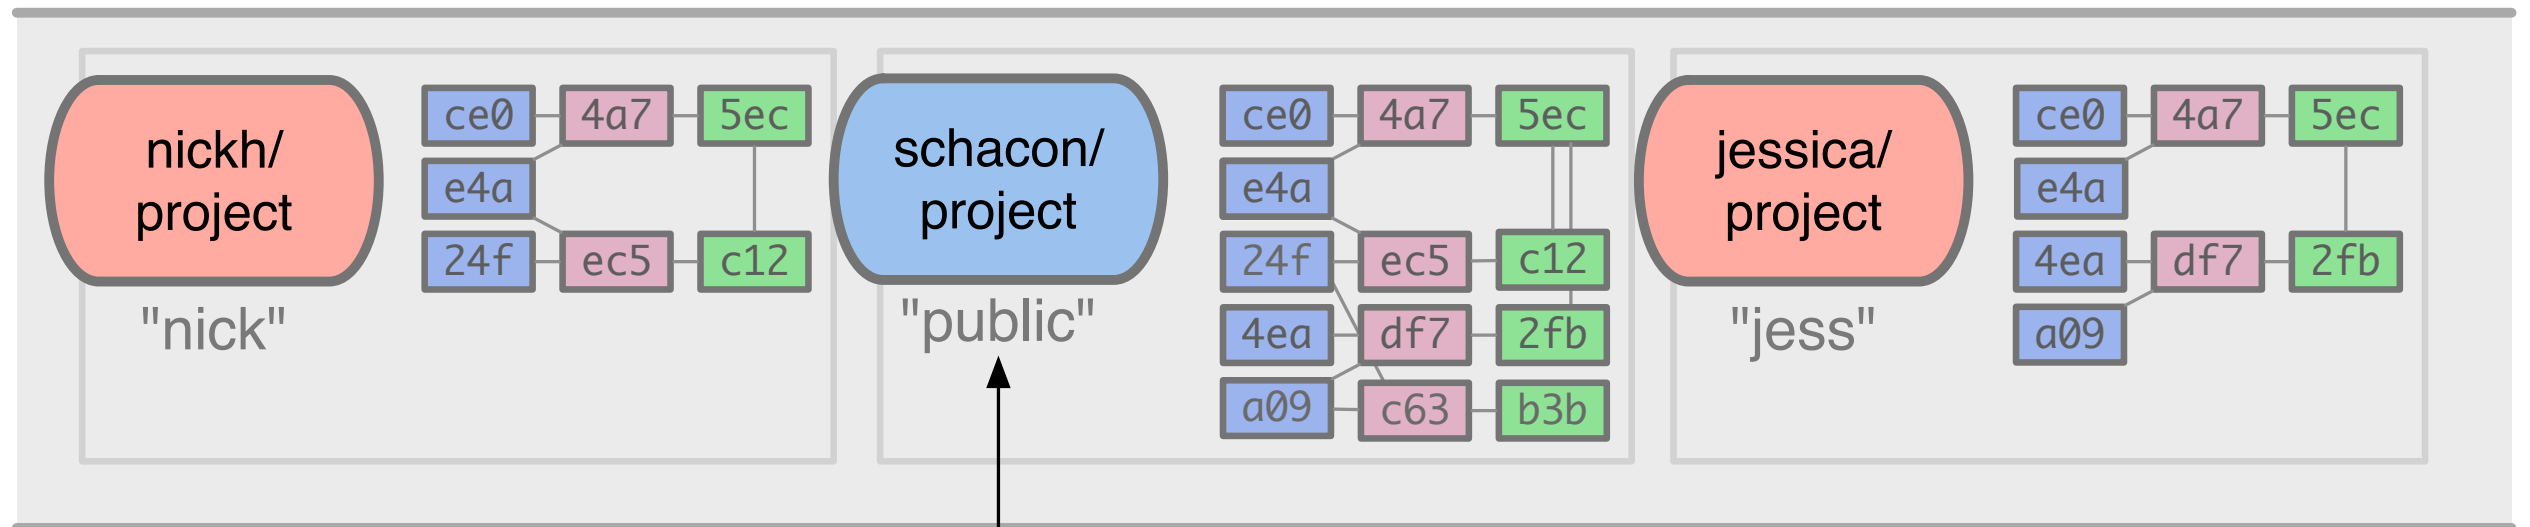 nickh/
project
"nick"
ce0 4a7 5ec
e4a
24f ec5 c12
schacon/
project
"public"
ce0 4a7 5ec
e4a
24f ec5 c12
4ea df7 2fb
a09 c63 b3b
jessica/
project
"jess"
ce0 4a7 5ec
e4a
4ea df7 2fb
a09